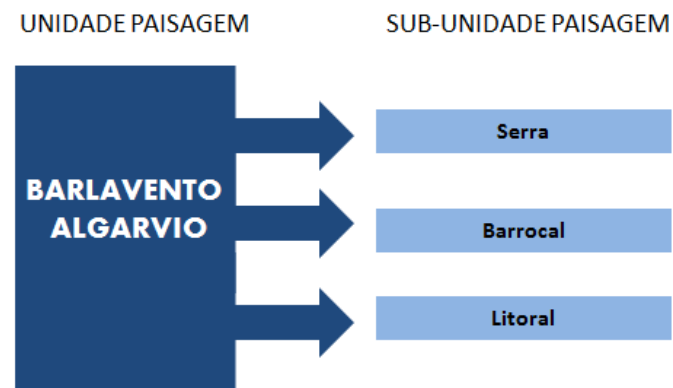 UNIDADE PAISAGEM
SUB-UNIDADE PAISAGEM
BARLAVENTO
ALGARVIO
Serra
Barrocal
Litoral